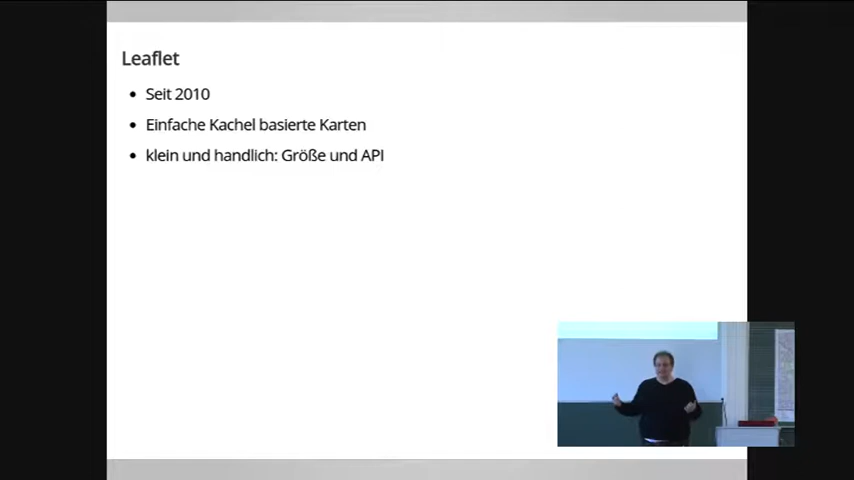 Leaflet
Seit 2010
Einfache Kachel basierte Karten
klein und handlich: Größe und API